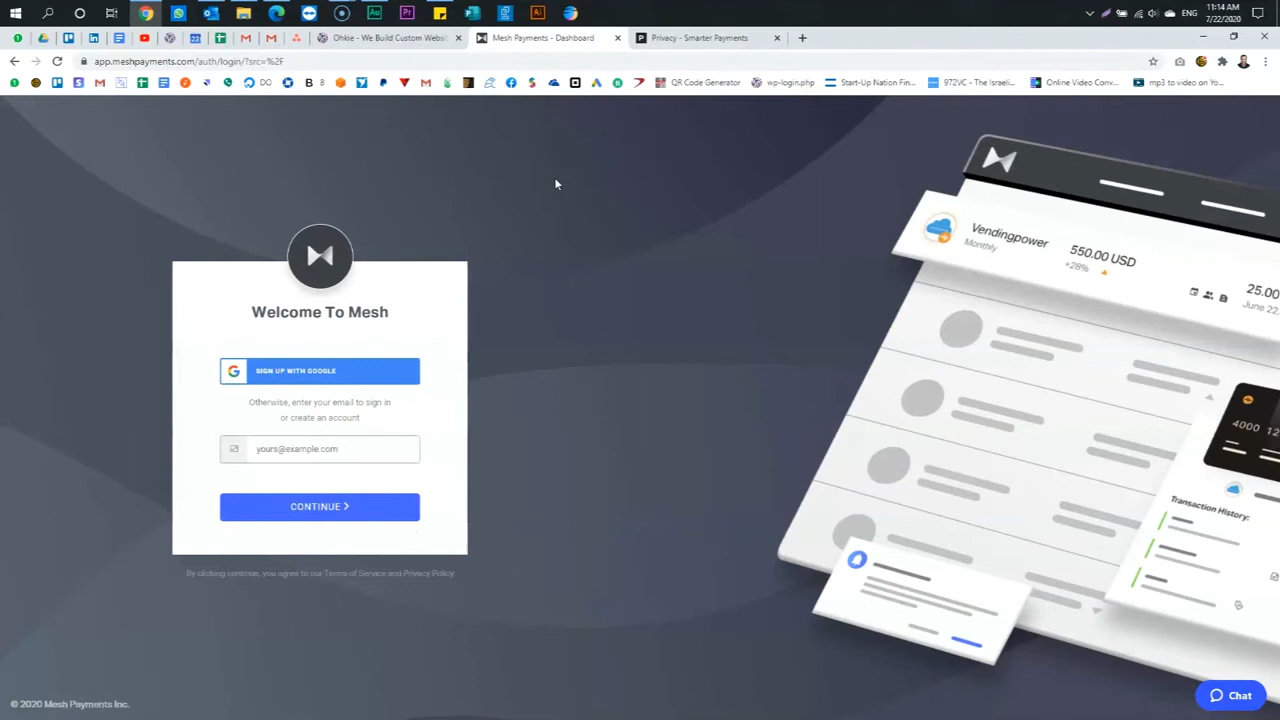 11:14 AM
ENG
7/22/2020
Ohkie - We Build Custom Websi
Mesh Payments - Dashboard
Privacy - Smarter Payments
app.meshpayments.com/auth/login/?src=%2F
DO
B
QR Code Generator
wp-login.php
Start-Up Nation Fin...
972VC - The Israeli...
Online Video Conv...
mp3 to video on Yo...
Welcome To Mesh
SIGN UP WITH GOOGLE
Otherwise, enter your email to sign in
or create an account
yours@example.com
CONTINUE
By clicking continue, you agree to our Terms of Service and Privacy Policy
Vendingpower
Monthly
550.00 USD
+28%
25.00
June 22,
4000 12
Transaction History:
© 2020 Mesh Payments Inc.
Chat